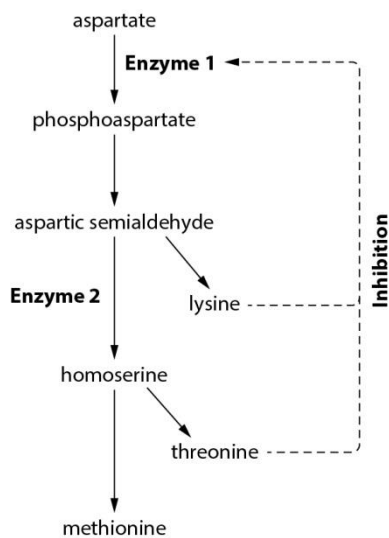 aspartate
Enzyme 1
phosphoaspartate
aspartic semialdehyde
Enzyme 2
lysine
Inhibition
homoserine
threonine
methionine